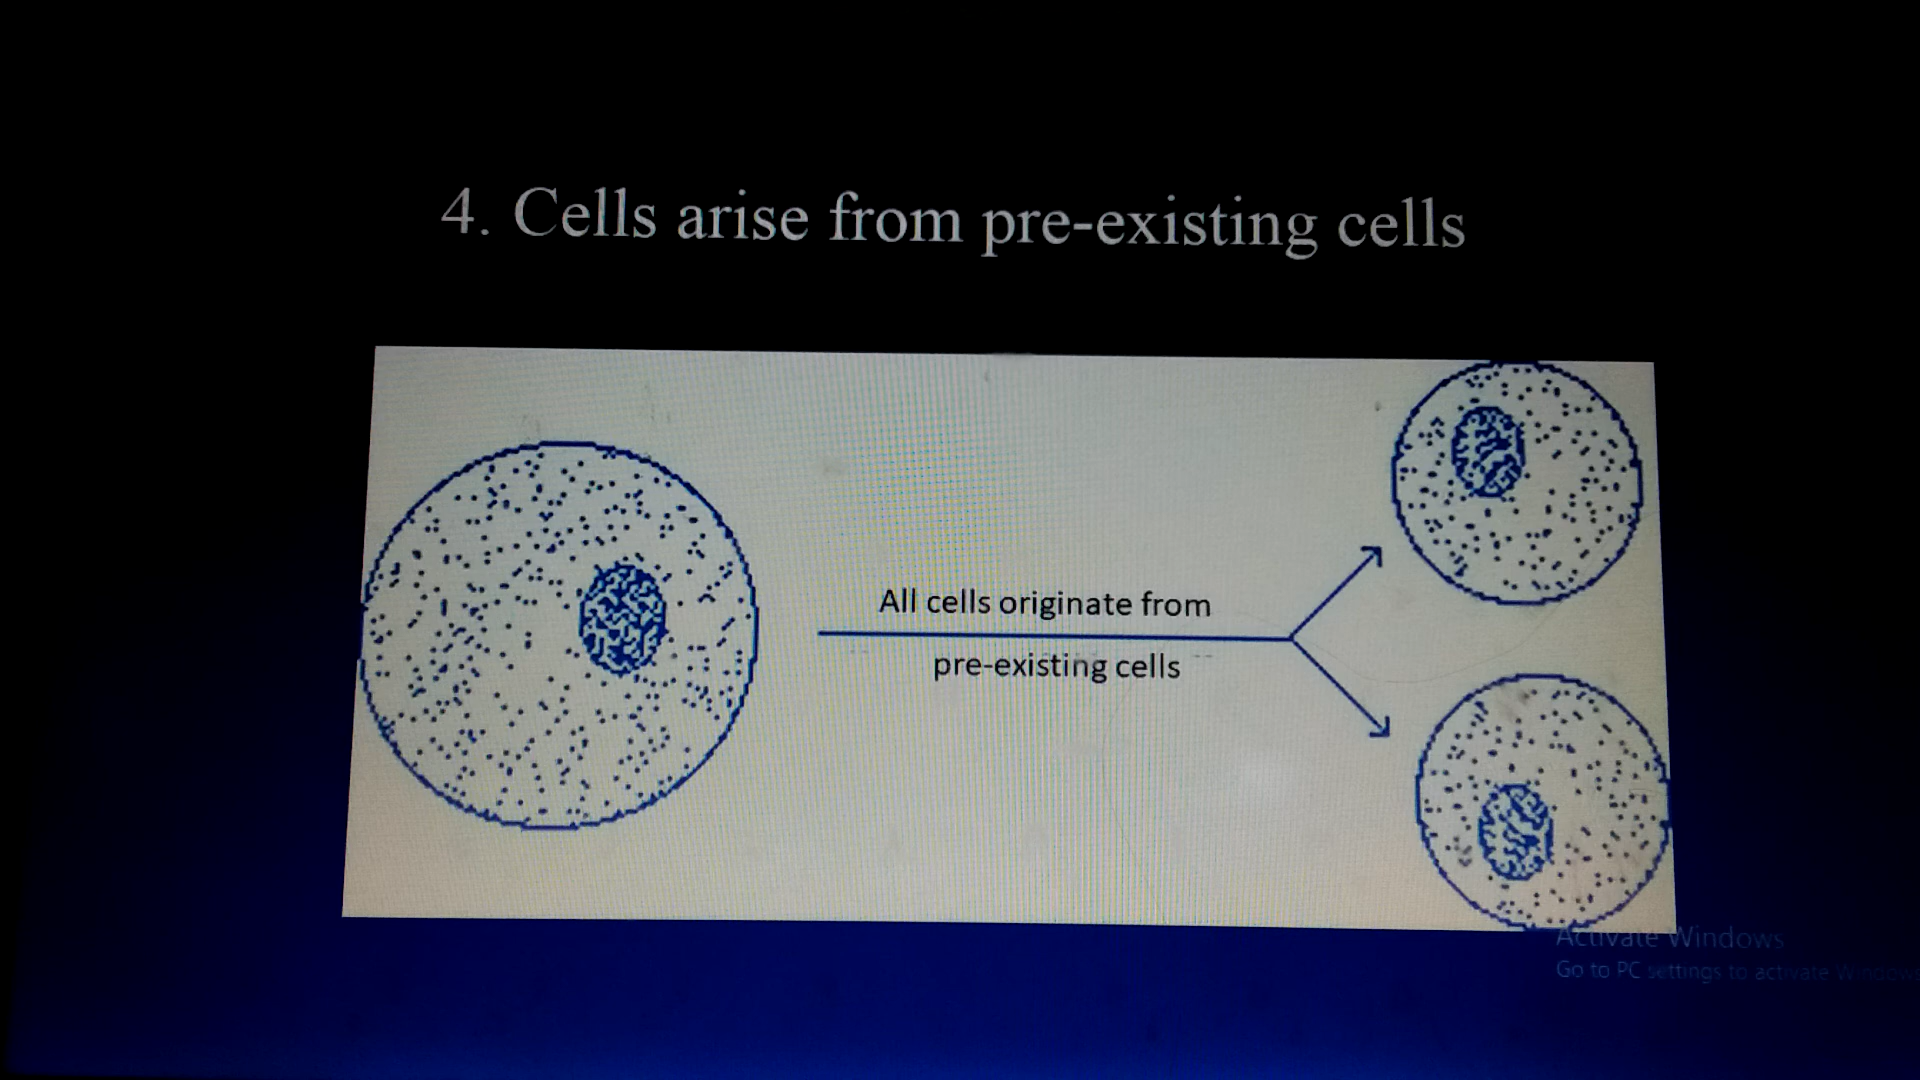 4. Cells arise from pre-existing cells
All cells originate from
pre-existing cells
Activate Windows
Go to PC settings to activate Windows